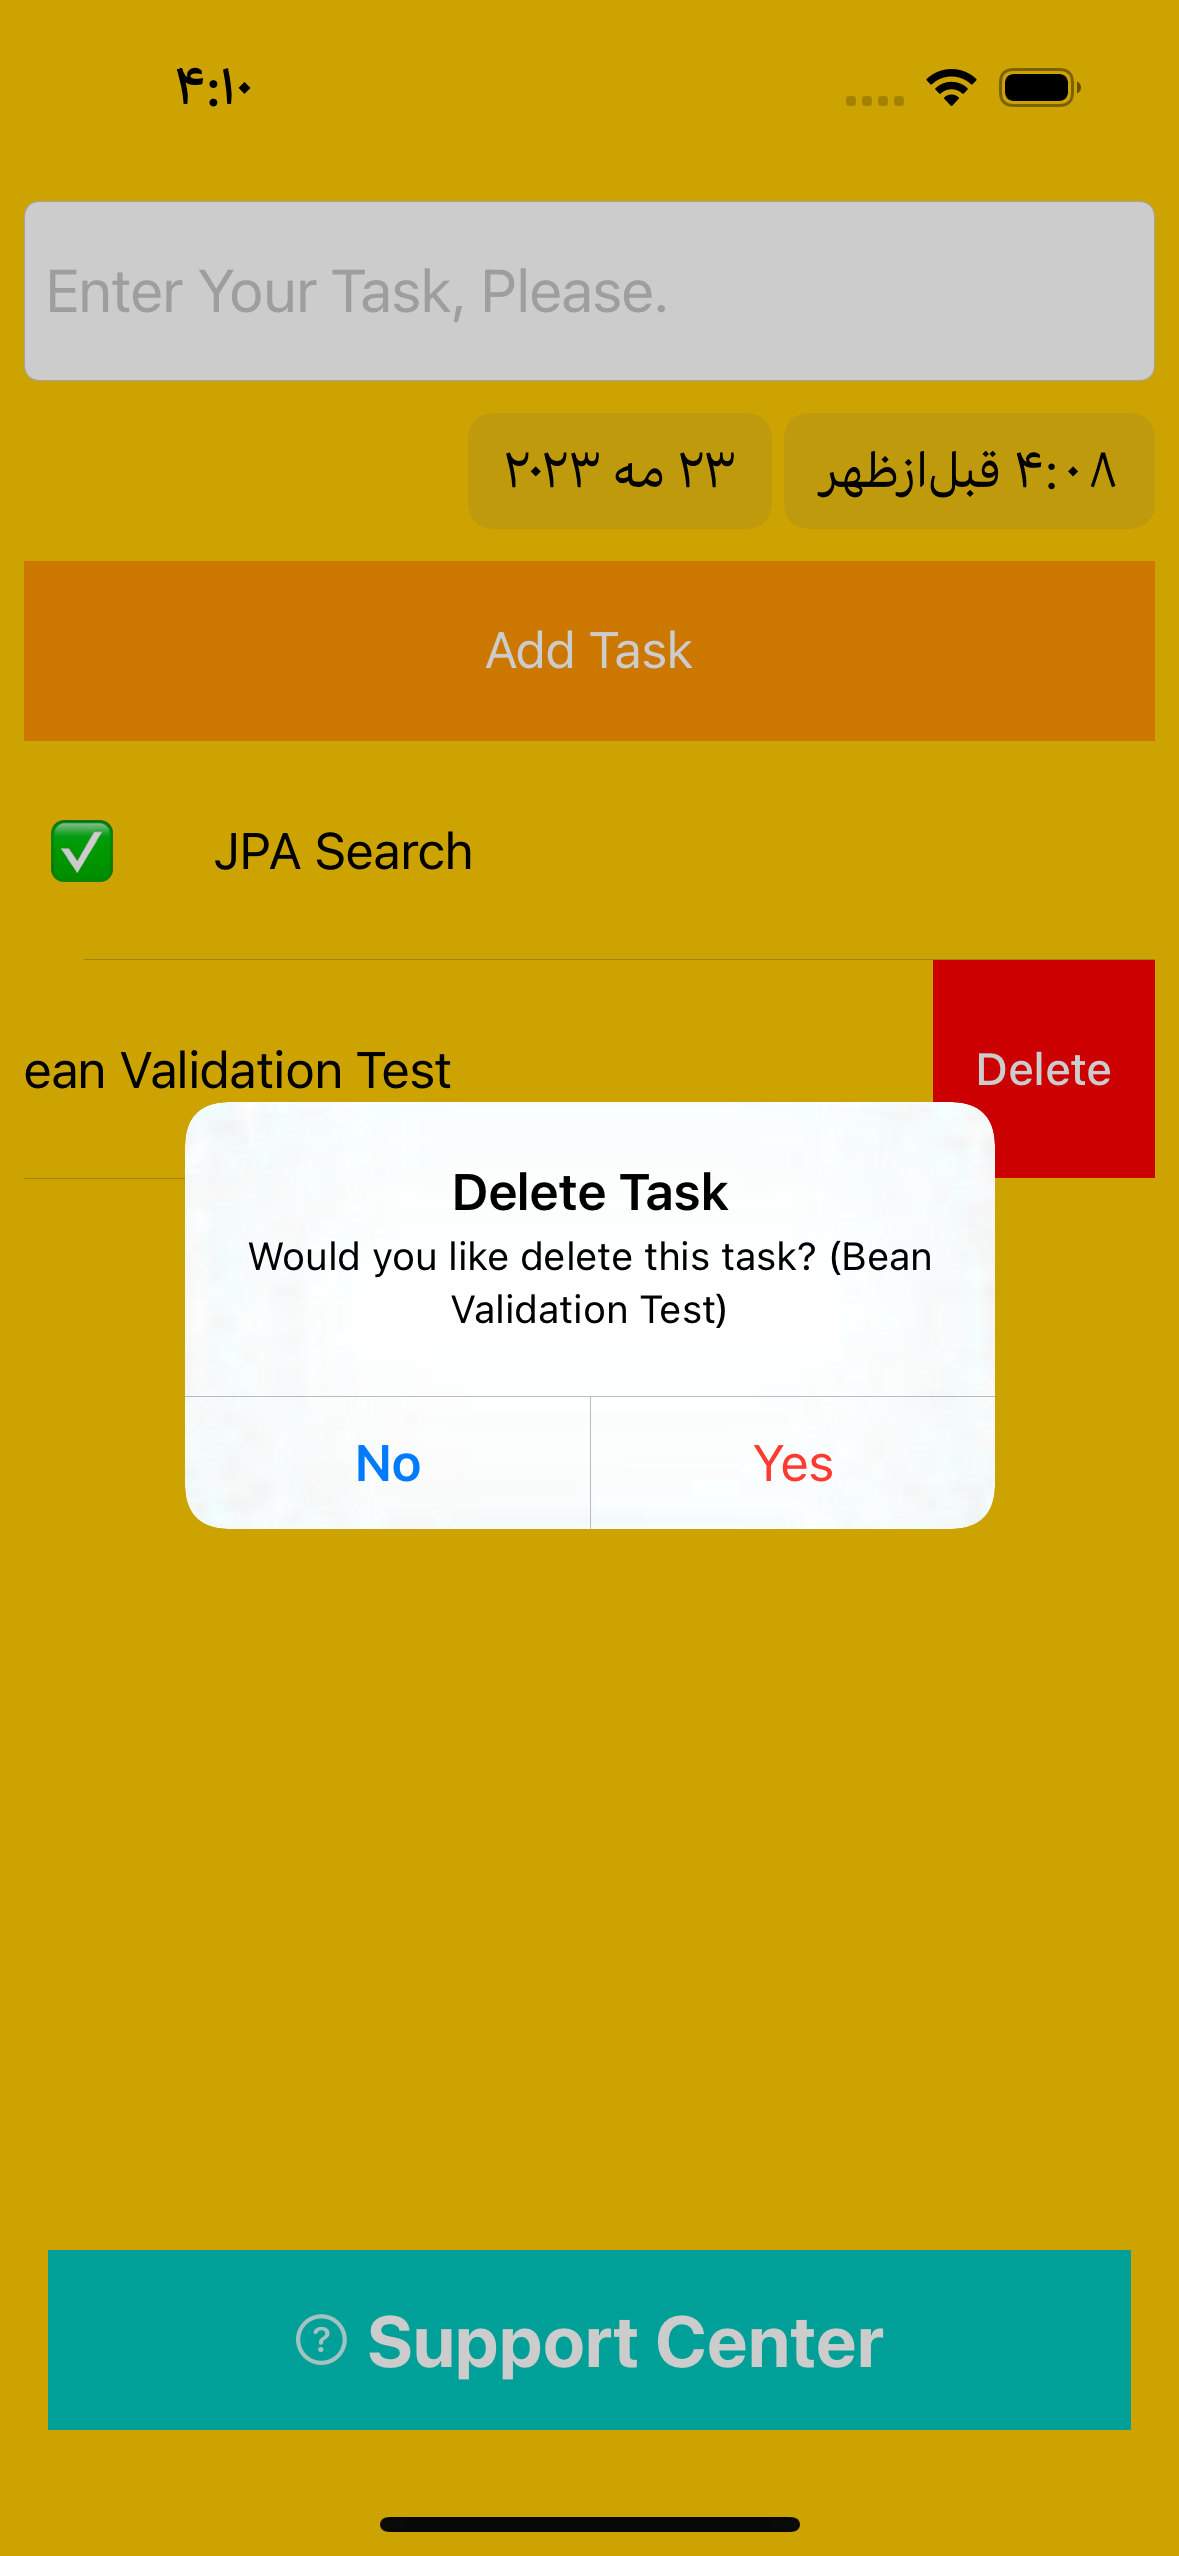 ۴:۱۰
Enter Your Task, Please.
۲۳ مه ۲۰۲۳
۴:۰۸ قبل‌ازظهر
Add Task
✅ JPA Search
ean Validation Test
Delete
Delete Task
Would you like delete this task? (Bean
Validation Test)
No
Yes
Support Center